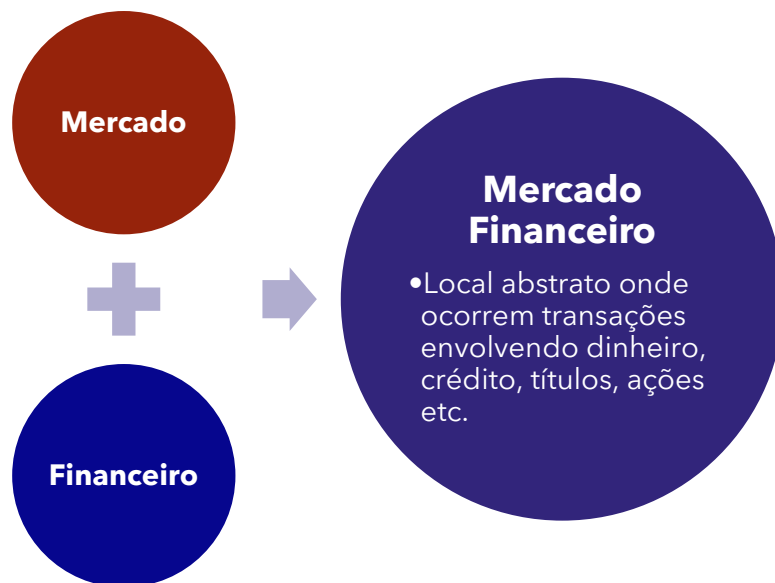 Mercado
Financeiro
Mercado
Financeiro
•Local abstrato onde
ocorrem transações
envolvendo dinheiro,
crédito, títulos, ações
etc.